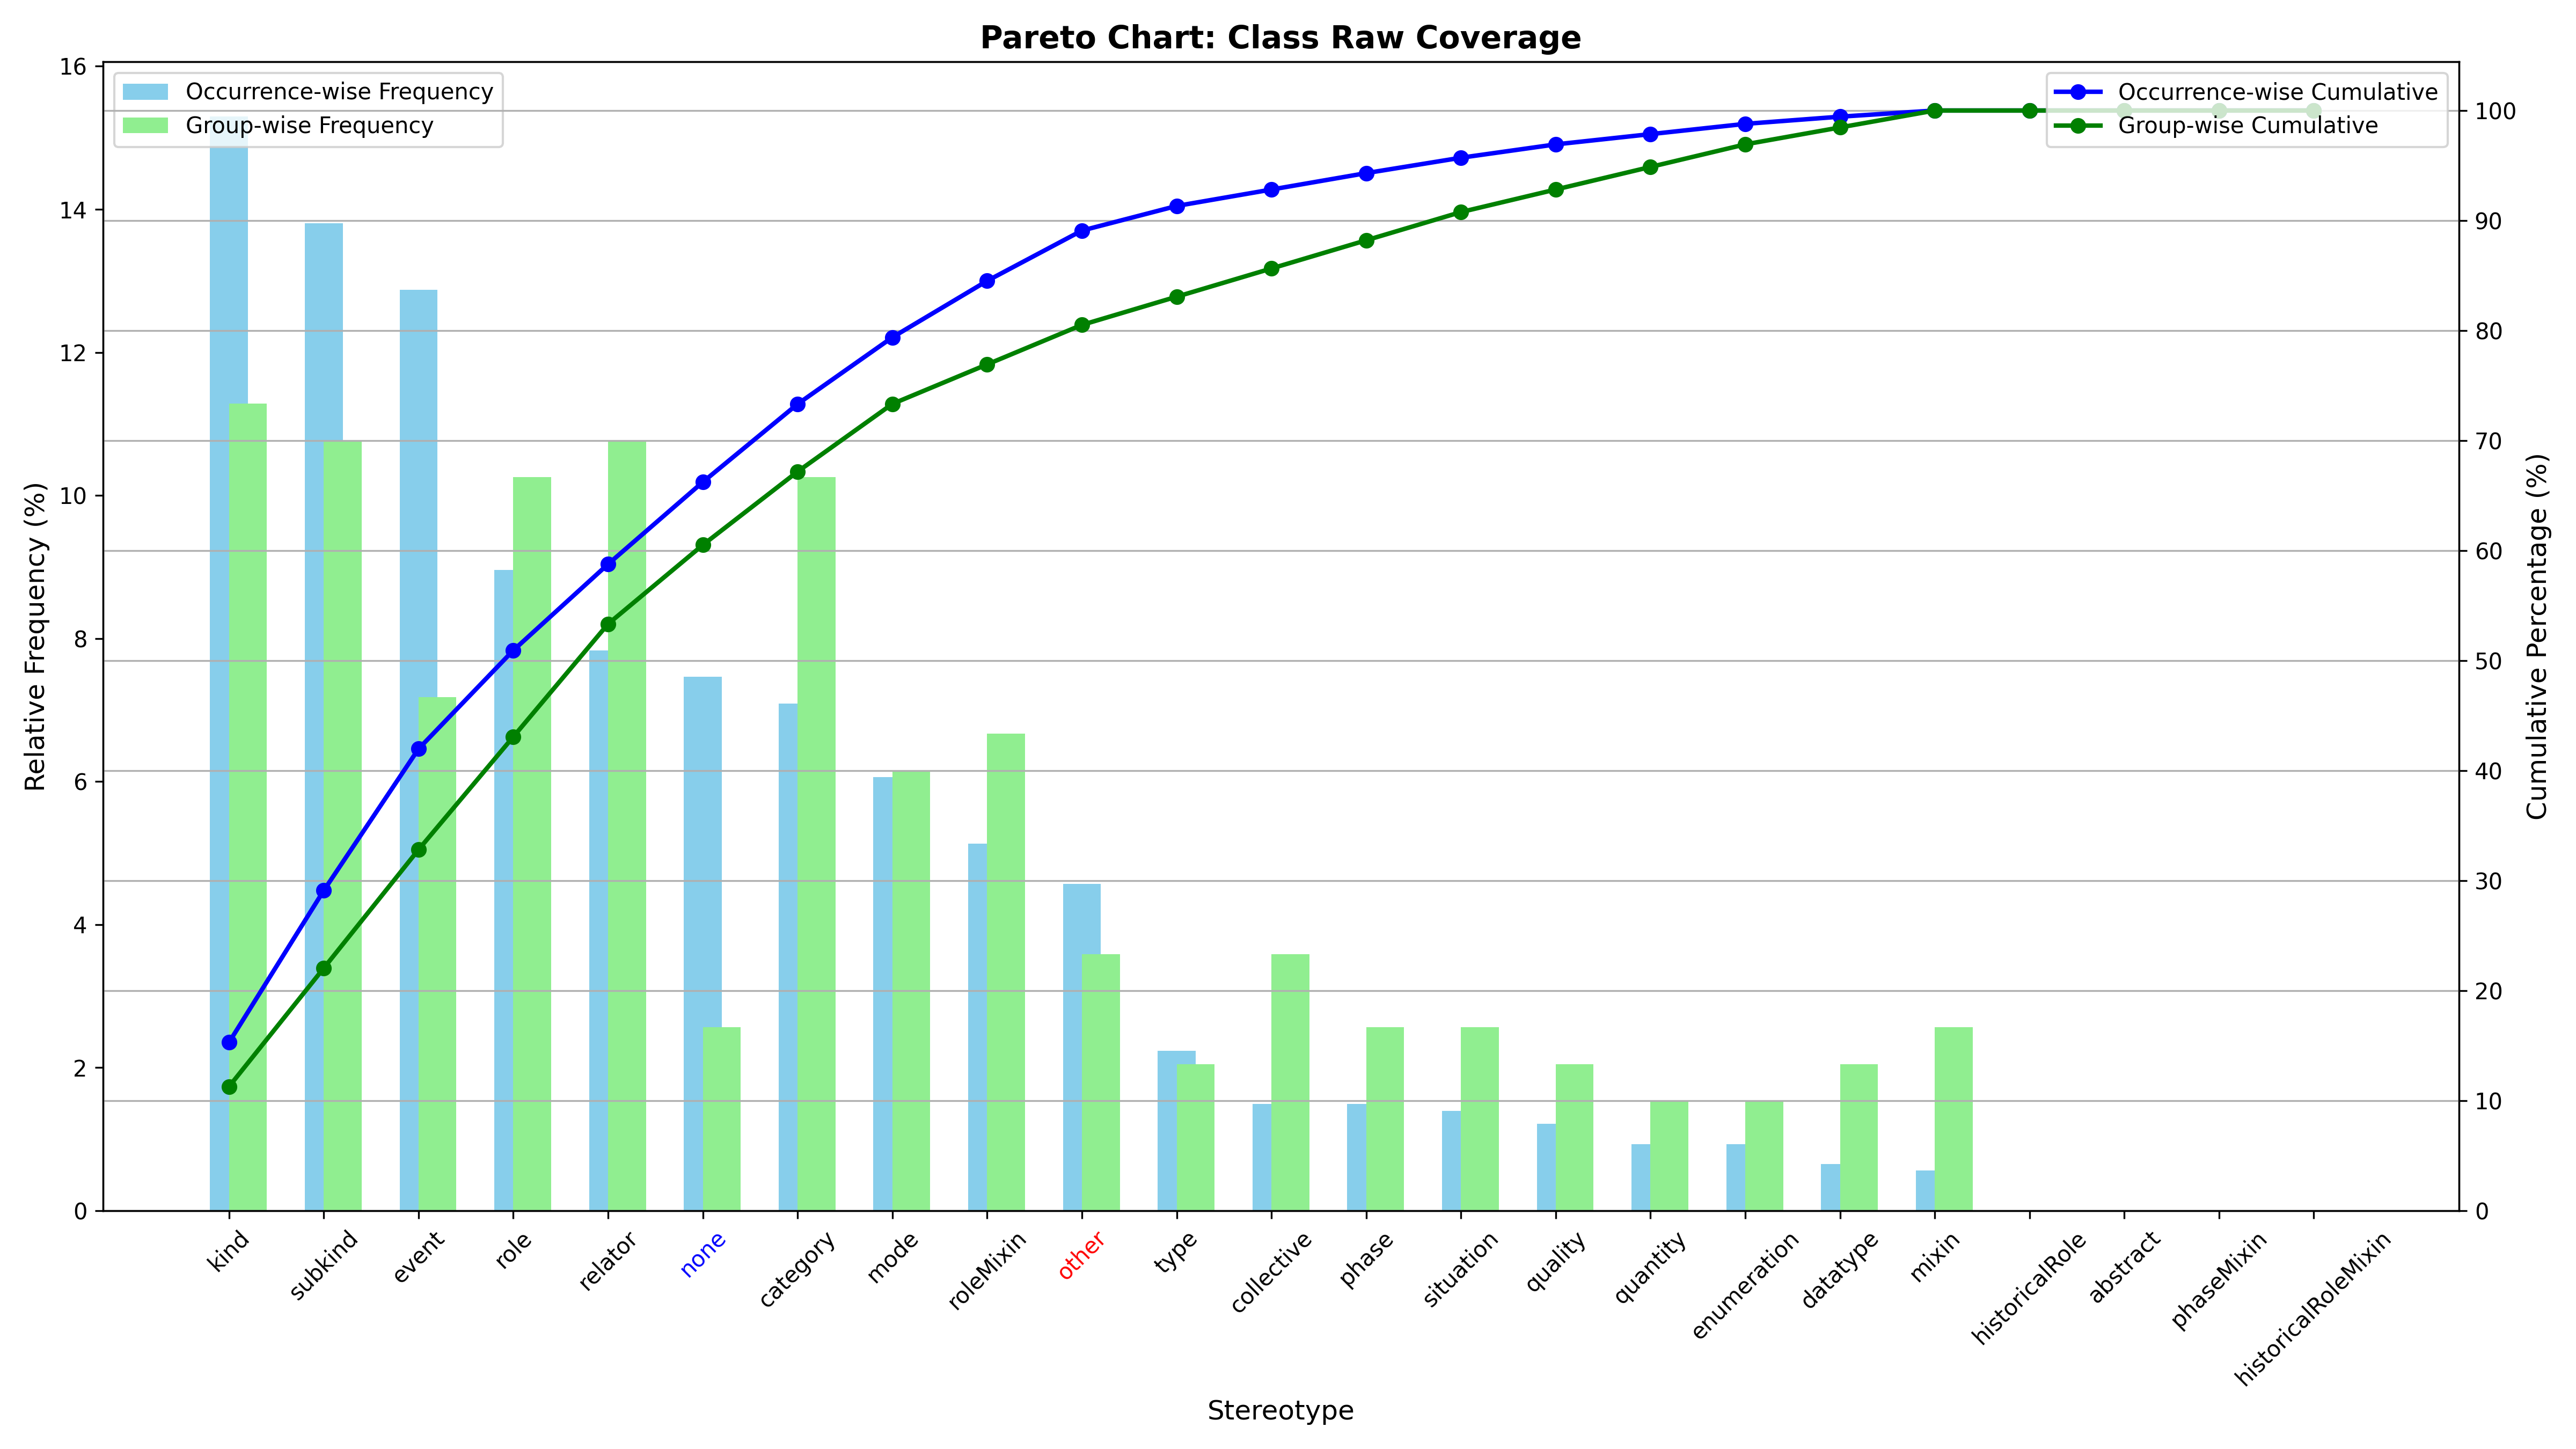 Pareto Chart: Class Raw Coverage
Occurrence-wise Frequency
Group-wise Frequency
Occurrence-wise Cumulative
Group-wise Cumulative
Relative Frequency (%)
16
14
12
10
8
6
4
2
0
Cumulative Percentage (%)
100
90
80
70
60
50
40
30
20
10
0
kind
subkind
event
role
relator
none
category
mode
roleMixin
other
type
collective
phase
situation
quality
quantity
enumeration
datatype
mixin
historicalRole
abstract
phaseMixin
historicalRoleMixin
Stereotype